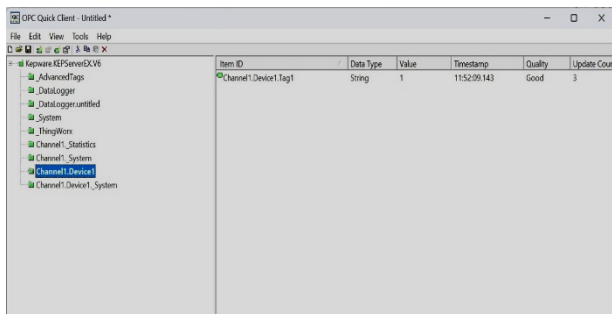 OPC Quick Client - Untitled *
File Edit View Tools Help
Kepware.KEPServerEX.V6
_AdvancedTags
_DataLogger
_DataLogger.untitled
_System
_ThingWorx
Channel1._Statistics
Channel1._System
Channel1.Device1
Channel1.Device1._System
Item ID Data Type Value Timestamp Quality Update Coun
Channel1.Device1.Tag1 String 1 11:52:09.143 Good 3